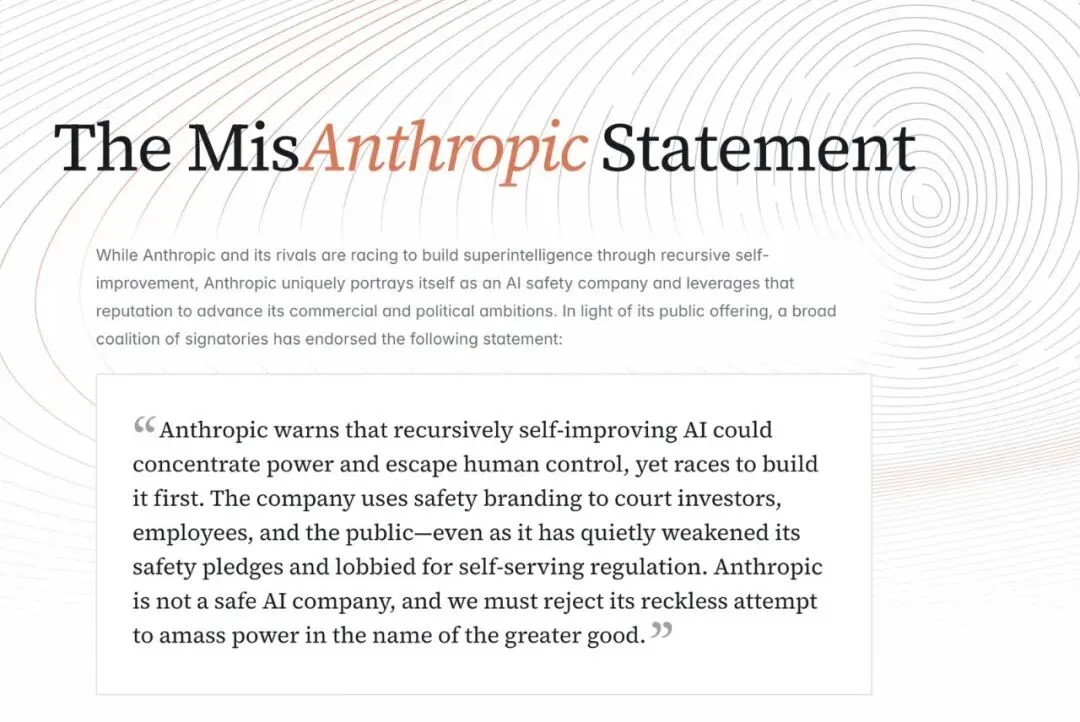 The MisAnthropic Statement
While Anthropic and its rivals are racing to build superintelligence through recursive self-
improvement, Anthropic uniquely portrays itself as an AI safety company and leverages that
reputation to advance its commercial and political ambitions. In light of its public offering, a broad
coalition of signatories has endorsed the following statement:
“Anthropic warns that recursively self-improving AI could
concentrate power and escape human control, yet races to build
it first. The company uses safety branding to court investors,
employees, and the public—even as it has quietly weakened its
safety pledges and lobbied for self-serving regulation. Anthropic
is not a safe AI company, and we must reject its reckless attempt
to amass power in the name of the greater good.”